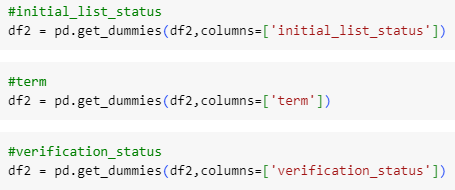 #initial_list_status
df2 = pd.get_dummies(df2,columns=['initial_list_status'])
#term
df2 = pd.get_dummies(df2,columns=['term'])
#verification_status
df2 = pd.get_dummies(df2,columns=['verification_status'])